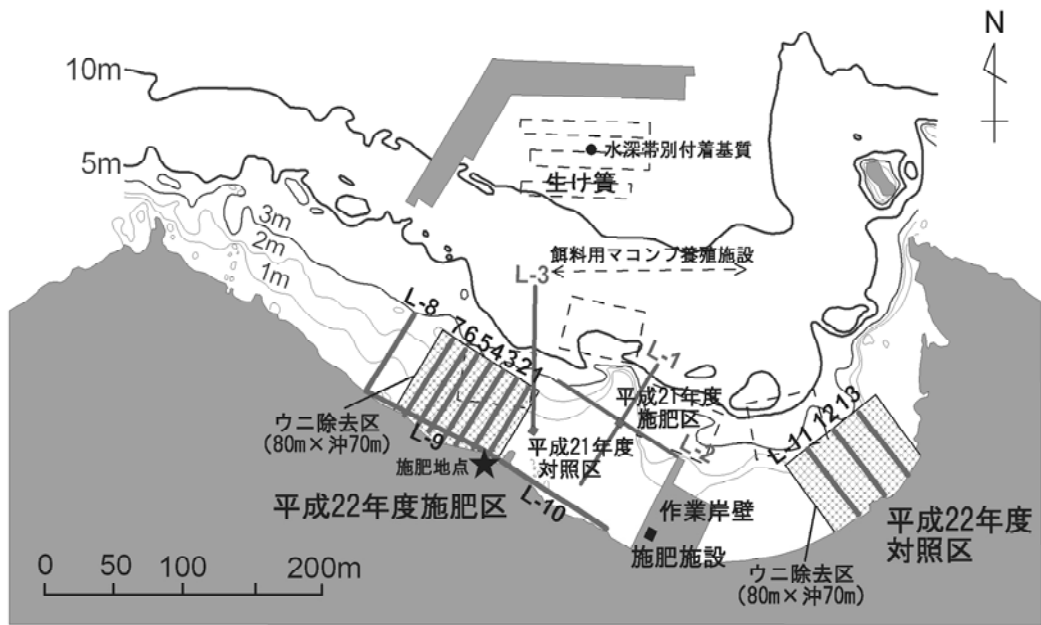 N
10m
5m
3m
2m
1m
水深帯別付着基質
生け簀
餌料用マコンブ養殖施設
L-3
L-8
7654321
L-1
平成21年度
施肥区
L-2
L-11
12
13
ウニ除去区
(80m×沖70m)
L-9
平成21年度
対照区
施肥地点
平成22年度施肥区
L-10
作業岸壁
施肥施設
平成22年度
対照区
ウニ除去区
(80m×沖70m)
0 50 100 200m